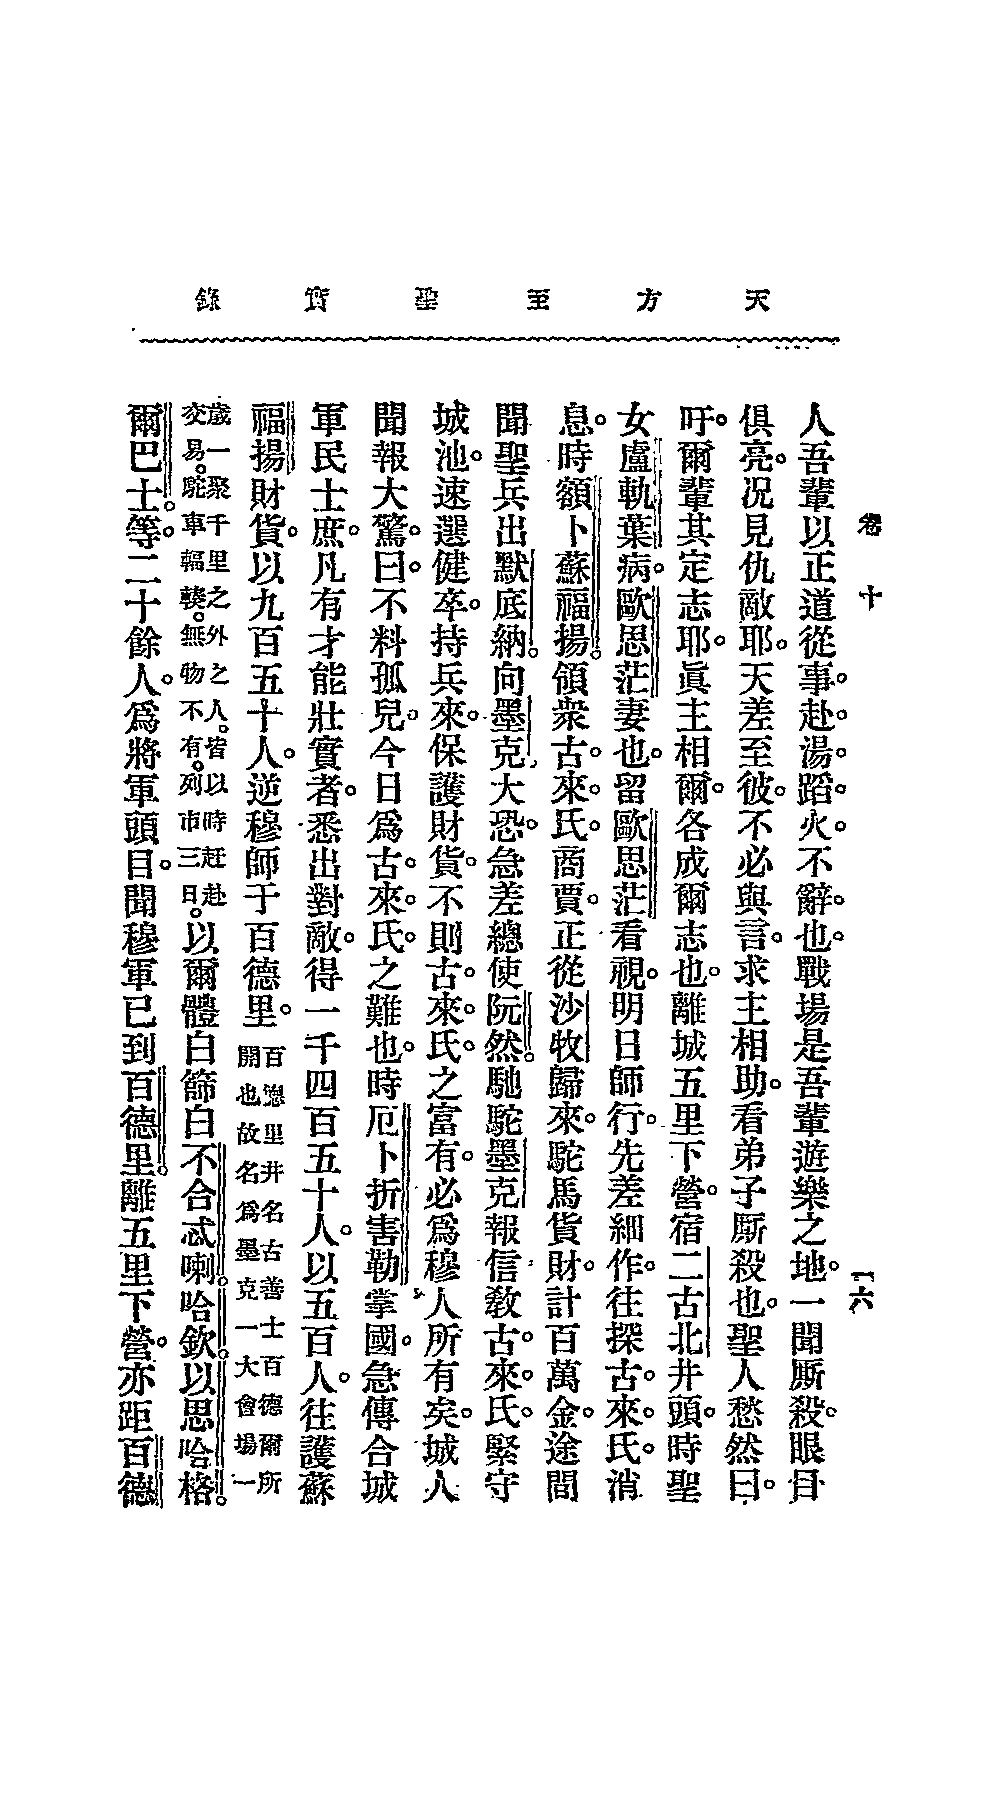 天方至聖實錄
卷十
一六
人吾輩以正道從事。赴湯。蹈火。不辭。也。戰場是吾輩遊樂之地。一聞厮殺。眼目
俱亮。况見仇敵耶。天差至彼。不必與言。求主相助。看弟子厮殺也。聖人愁然曰。
吁。爾輩其定志耶。眞主相爾。各成爾志也。離城五里下營。宿二古北井頭。時聖
女盧軌葉病。歐思茫妻也。留歐思茫看視。明日師行。先差細作。往探古。來。氏。消
息。時額卜蘇福揚。領衆古。來。氏。商賈。正從沙牧歸來。駝馬貨財。計百萬金。途間
聞聖兵出默底納。向墨克大恐。急差總使阮然。馳駝墨克報信敎古。來。氏。緊守
城池。速選健卒。持兵來。保護財貨。不則古。來。氏。之富有。必爲穆人所有矣。城人
聞報大驚。曰。不料孤兒。今日爲古。來。氏。之難也。時厄卜折害勒掌國。急傳合城
軍民士庶。凡有才能壯實者。悉出對敵。得一千四百五十人。以五百人。往護蘇
福揚財貨。以九百五十人。逆穆師于百德里。百德里井名古善士百德爾所
開也故名爲墨克一大會場一
歲一聚千里之外之人。皆以時赶赴
交易。駝車輻輳。無物不有。列市三日。以爾體白篩白不合忒喇。哈欽。以思哈格。
爾巴士。等。二十餘人。爲將軍頭目。聞穆軍已到百德里。離五里下營。亦距百德